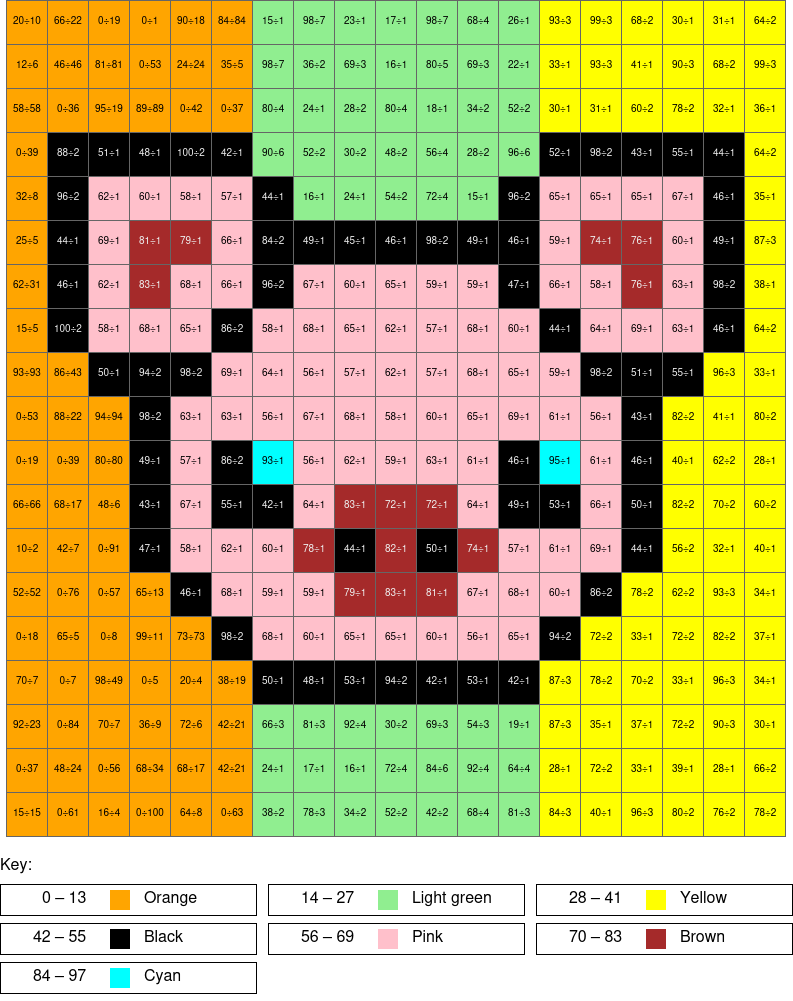 20÷10 66÷22 0÷19 0÷1 90÷18 84÷84 15÷1 98÷7 23÷1 17÷1 98÷7 68÷4 26÷1 93÷3 99÷3 68÷2 30÷1 31÷1 64÷2
12÷6 46÷46 81÷81 0÷53 24÷24 35÷5 98÷7 36÷2 69÷3 16÷1 80÷5 69÷3 22÷1 33÷1 93÷3 41÷1 90÷3 68÷2 99÷3
58÷58 0÷36 95÷19 89÷89 0÷42 0÷37 80÷4 24÷1 28÷2 80÷4 18÷1 34÷2 52÷2 30÷1 31÷1 60÷2 78÷2 32÷1 36÷1
0÷39 88÷2 51÷1 48÷1 100÷2 42÷1 90÷6 52÷2 30÷2 48÷2 56÷4 28÷2 96÷6 52÷1 98÷2 43÷1 55÷1 44÷1 64÷2
32÷8 96÷2 62÷1 60÷1 58÷1 57÷1 44÷1 16÷1 24÷1 54÷2 72÷4 15÷1 96÷2 65÷1 65÷1 65÷1 67÷1 46÷1 35÷1
25÷5 44÷1 69÷1 81÷1 79÷1 66÷1 84÷2 49÷1 45÷1 46÷1 98÷2 49÷1 46÷1 59÷1 74÷1 76÷1 60÷1 49÷1 87÷3
62÷31 46÷1 62÷1 83÷1 68÷1 66÷1 96÷2 67÷1 60÷1 65÷1 59÷1 59÷1 47÷1 66÷1 58÷1 76÷1 63÷1 98÷2 38÷1
15÷5 100÷2 58÷1 68÷1 65÷1 86÷2 58÷1 68÷1 65÷1 62÷1 57÷1 68÷1 60÷1 44÷1 64÷1 69÷1 63÷1 46÷1 64÷2
93÷93 86÷43 50÷1 94÷2 98÷2 69÷1 64÷1 56÷1 57÷1 62÷1 57÷1 68÷1 65÷1 59÷1 98÷2 51÷1 55÷1 96÷3 33÷1
0÷53 88÷22 94÷94 98÷2 63÷1 63÷1 56÷1 67÷1 68÷1 58÷1 60÷1 65÷1 69÷1 61÷1 56÷1 43÷1 82÷2 41÷1 80÷2
0÷19 0÷39 80÷80 49÷1 57÷1 86÷2 93÷1 56÷1 62÷1 59÷1 63÷1 61÷1 46÷1 95÷1 61÷1 46÷1 40÷1 62÷2 28÷1
66÷66 68÷17 48÷6 43÷1 67÷1 55÷1 42÷1 64÷1 83÷1 72÷1 72÷1 64÷1 49÷1 53÷1 66÷1 50÷1 82÷2 70÷2 60÷2
10÷2 42÷7 0÷91 47÷1 58÷1 62÷1 60÷1 78÷1 44÷1 82÷1 50÷1 74÷1 57÷1 61÷1 69÷1 44÷1 56÷2 32÷1 40÷1
52÷52 0÷76 0÷57 65÷13 46÷1 68÷1 59÷1 59÷1 79÷1 83÷1 81÷1 67÷1 68÷1 60÷1 86÷2 78÷2 62÷2 93÷3 34÷1
0÷18 65÷5 0÷8 99÷11 73÷73 98÷2 68÷1 60÷1 65÷1 65÷1 60÷1 56÷1 65÷1 94÷2 72÷2 33÷1 72÷2 82÷2 37÷1
70÷7 0÷7 98÷49 0÷5 20÷4 38÷19 50÷1 48÷1 53÷1 94÷2 42÷1 53÷1 42÷1 87÷3 78÷2 70÷2 33÷1 96÷3 34÷1
92÷23 0÷84 70÷7 36÷9 72÷6 42÷21 66÷3 81÷3 92÷4 30÷2 69÷3 54÷3 19÷1 87÷3 35÷1 37÷1 72÷2 90÷3 30÷1
0÷37 48÷24 0÷56 68÷34 68÷17 42÷21 24÷1 17÷1 16÷1 72÷4 84÷6 92÷4 64÷4 28÷1 72÷2 33÷1 39÷1 28÷1 66÷2
15÷15 0÷61 16÷4 0÷100 64÷8 0÷63 38÷2 78÷3 34÷2 52÷2 42÷2 68÷4 81÷3 84÷3 40÷1 96÷3 80÷2 76÷2 78÷2
Key:
0 – 13 Orange 14 – 27 Light green 28 – 41 Yellow
42 – 55 Black 56 – 69 Pink 70 – 83 Brown
84 – 97 Cyan